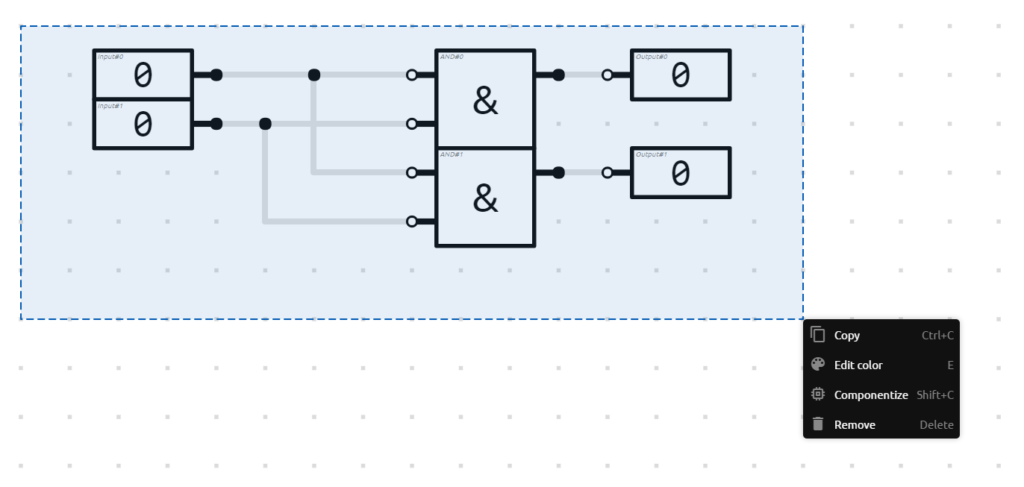 Input#0
0
Input#1
0
AND#0
&
AND#1
&
Output#0
0
Output#1
0
Copy Ctrl+C
Edit color E
Componentize Shift+C
Remove Delete